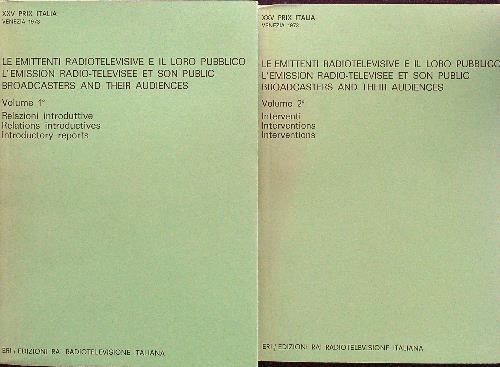 XXV PRIX ITALIA
VENEZIA 1973
LE EMITTENTI RADIOTELEVISIVE E IL LORO PUBBLICO
L'EMISSION RADIO-TELEVISEE ET SON PUBLIC
BROADCASTERS AND THEIR AUDIENCES
Volume 1°
Relazioni introduttive
Relations introductives
Introductory reports
ERI/EDIZIONI RAI RADIOTELEVISIONE ITALIANA
XXV PRIX ITALIA
VENEZIA 1973
LE EMITTENTI RADIOTELEVISIVE E IL LORO PUBBLICO
L'EMISSION RADIO-TELEVISEE ET SON PUBLIC
BROADCASTERS AND THEIR AUDIENCES
Volume 2°
Interventi
Interventions
Interventions
ERI/EDIZIONI RAI RADIOTELEVISIONE ITALIANA